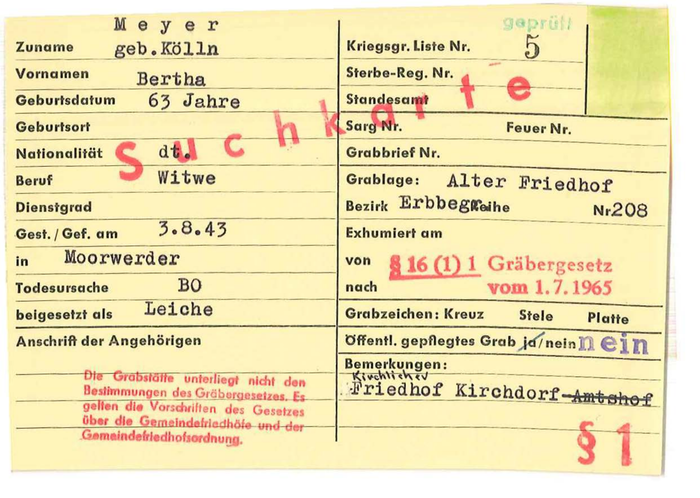 Meyer
Zuname geb.Kölln
Vornamen Bertha
Geburtsdatum 63 Jahre
Geburtsort
Nationalität dt.
Beruf Witwe
Dienstgrad
Gest./Gef. am 3.8.43
in Moorwerder
Todesursache BO
beigesetzt als Leiche
Anschrift der Angehörigen
Die Grabstätte unterliegt nicht den
Bestimmungen des Gräbergesetzes. Es
gelten die Vorschriften des Gesetzes
über die Gemeindefriedhöfe und der
Gemeindefriedhofsordnung.
Suchkarte
geprüft
Kriegsgr. Liste Nr. 5
Sterbe-Reg. Nr.
Standesamt
Sarg Nr. Feuer Nr.
Grabbrief Nr.
Grablage: Alter Friedhof
Bezirk Erbbegr. Reihe Nr. 208
Exhumiert am
von § 16 (1) 1 Gräbergesetz
nach vom 1.7.1965
Grabzeichen: Kreuz Stele Platte
Öffentl. gepflegtes Grab ja/nein nein
Bemerkungen:
Kirchlicher
Friedhof Kirchdorf Amtshof
§ 1